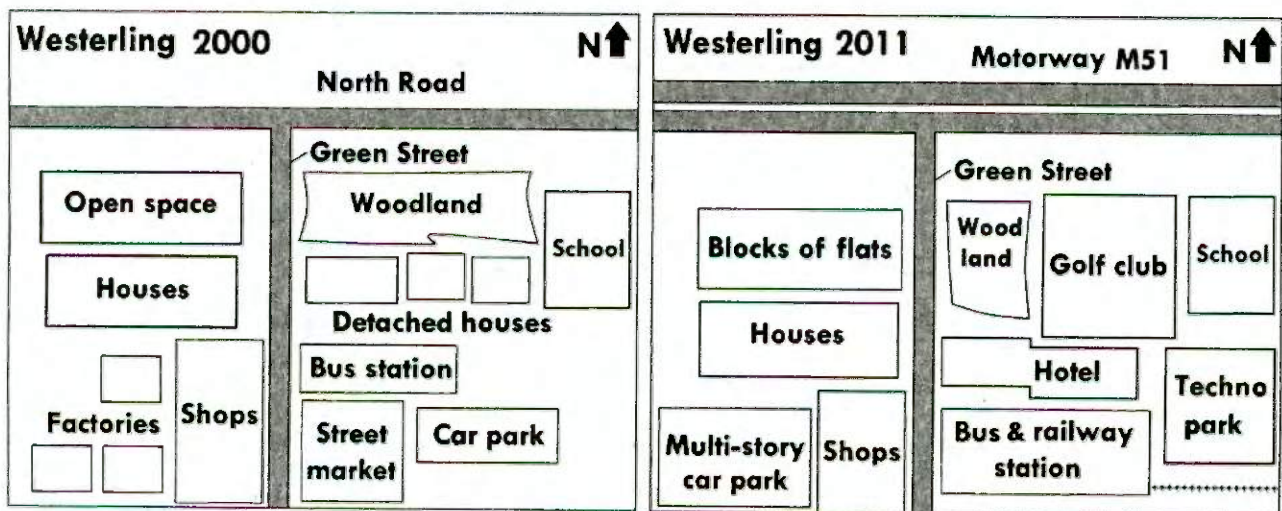 Westerling 2000
N
North Road
Green Street
Open space
Woodland
School
Houses
Detached houses
Bus station
Factories
Shops
Street
market
Car park
Westerling 2011
Motorway M51
N
Green Street
Blocks of flats
Wood
land
Golf club
School
Houses
Hotel
Techno
park
Multi-story
car park
Shops
Bus & railway
station